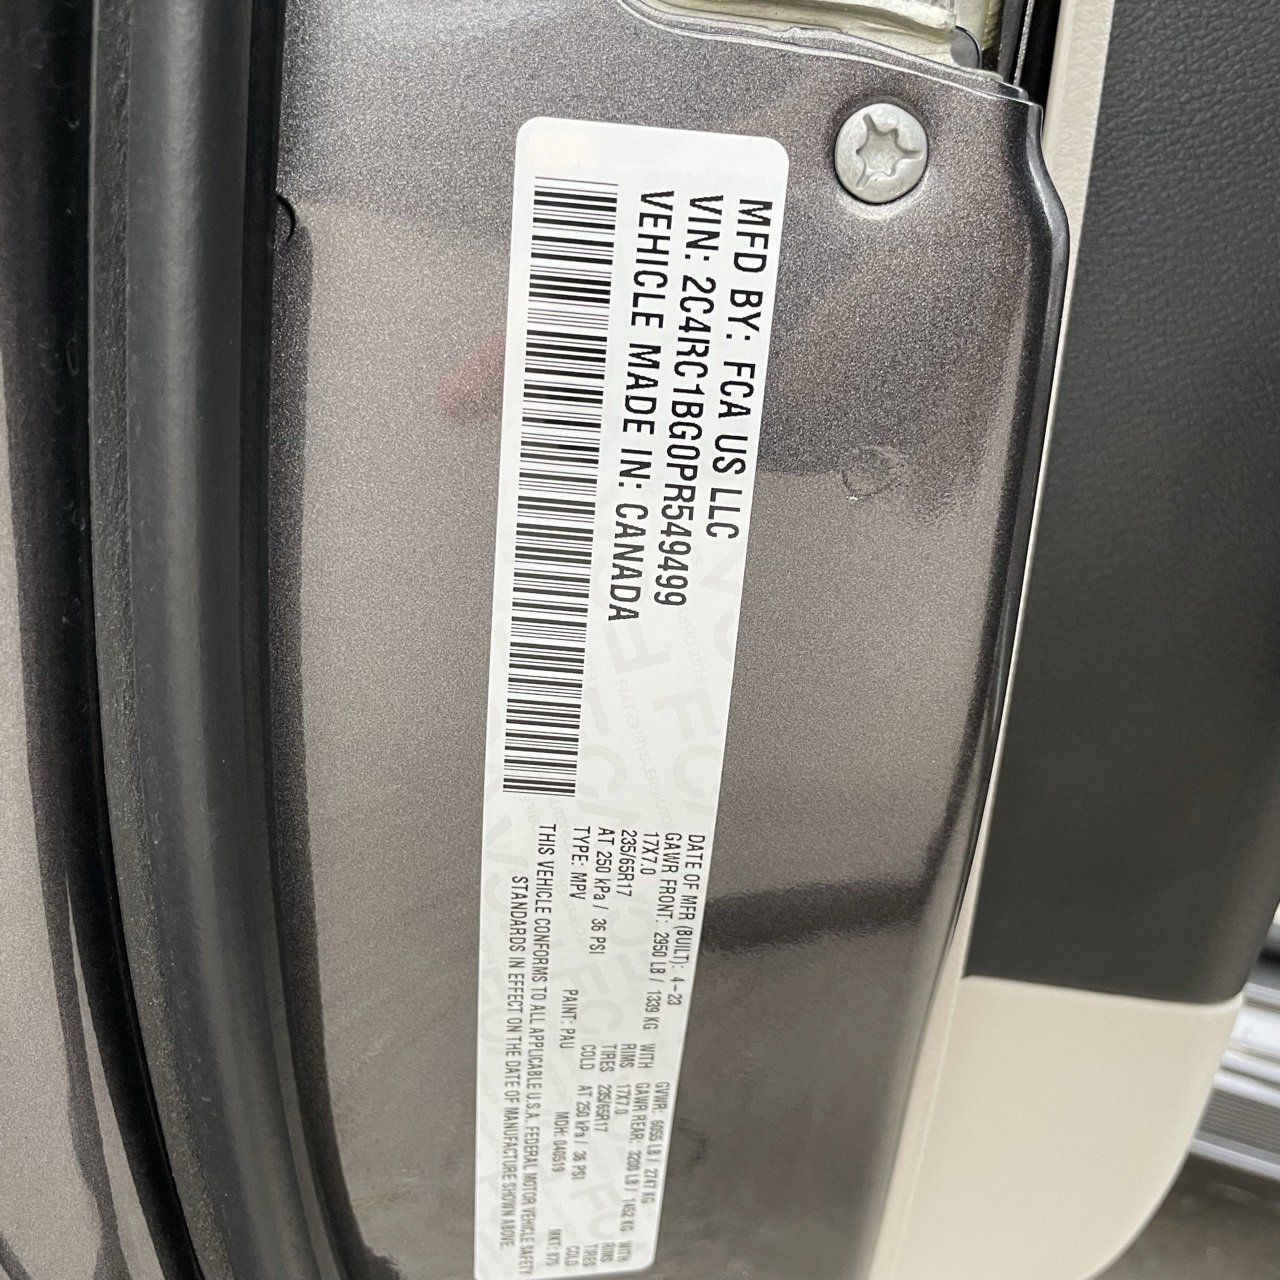 MFD BY: FCA US LLC
VIN: 2C4RC1BG0PR549499
VEHICLE MADE IN: CANADA
DATE OF MFR (BUILT): 4-23 GVWR: 6055 LB / 2747 KG
GAWR FRONT: 2950 LB / 1339 KG WITH GAWR REAR: 3200 LB / 1452 KG WITH
17X7.0 RIMS 17X7.0 RIMS
235/65R17 TIRES 235/65R17 TIRES
AT 250 kPa / 36 PSI COLD AT 250 kPa / 36 PSI COLD
TYPE: MPV PAINT: PAU MDH: 040519 MKT: 875
THIS VEHICLE CONFORMS TO ALL APPLICABLE U.S.A. FEDERAL MOTOR VEHICLE SAFETY
STANDARDS IN EFFECT ON THE DATE OF MANUFACTURE SHOWN ABOVE.